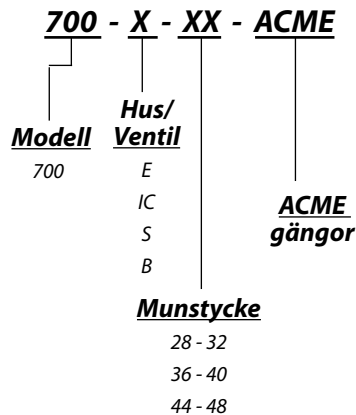 700 - X - XX - ACME
Modell
700
Hus/
Ventil
E
IC
S
B
Munstycke
28 - 32
36 - 40
44 - 48
ACME
gängor